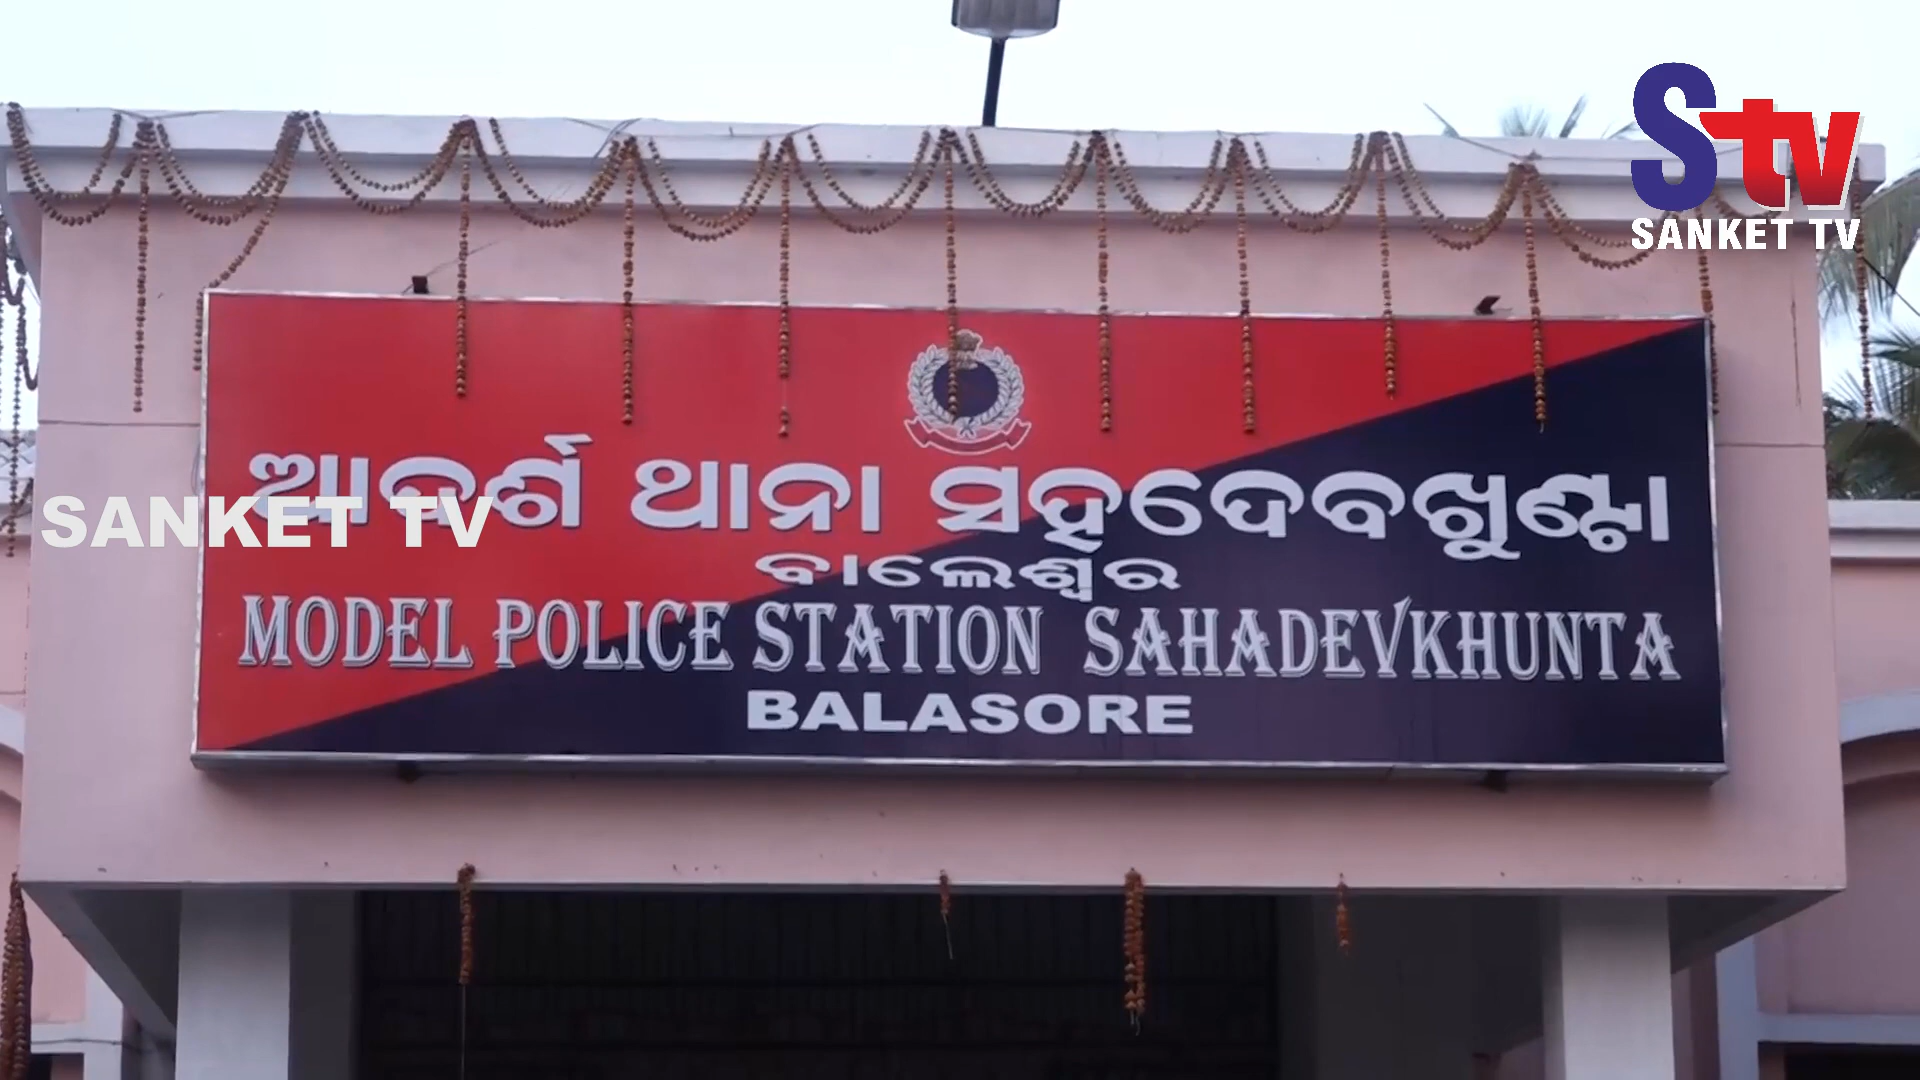 STV
SANKET TV
ଆଦର୍ଶ ଥାନା ସହଦେବଖୁଣ୍ଟା
SANKET TV
ବାଲେଶ୍ୱର
MODEL POLICE STATION SAHADEVKHUNTA
BALASORE